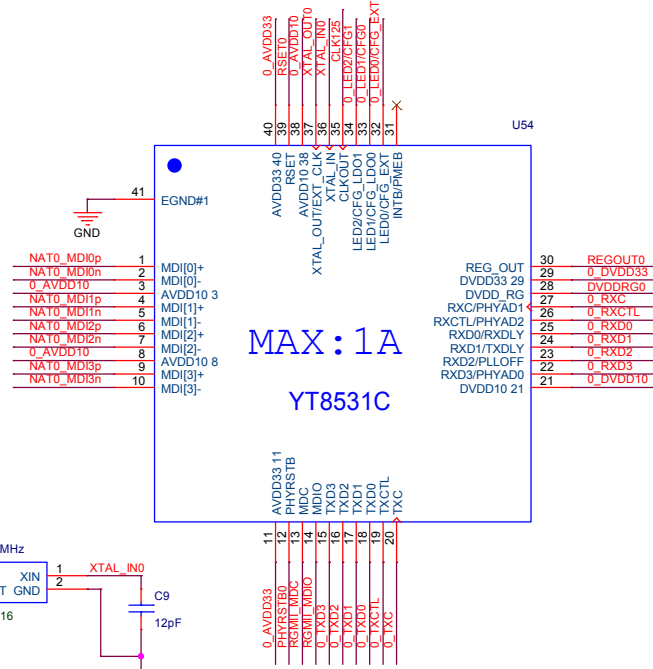 0_AVDD33
RSET0
0_AVDD10
XTAL_OUT0
XTAL_IN0
CLK125
0_LED2/CFG1
0_LED1/CFG0
0_LED0/CFG_EXT
40
39
38
37
36
35
34
33
32
31
U54
AVDD33 40
RSET
AVDD10 38
XTAL_OUT/EXT_CLK
XTAL_IN
CLKOUT
LED2/CFG_LDO1
LED1/CFG_LDO0
LED0/CFG_EXT
INTB/PMEB
41
EGND#1
GND
NAT0_MDI0p 1 MDI[0]+
NAT0_MDI0n 2 MDI[0]-
0_AVDD10 3 AVDD10 3
NAT0_MDI1p 4 MDI[1]+
NAT0_MDI1n 5 MDI[1]-
NAT0_MDI2p 6 MDI[2]+
NAT0_MDI2n 7 MDI[2]-
0_AVDD10 8 AVDD10 8
NAT0_MDI3p 9 MDI[3]+
NAT0_MDI3n 10 MDI[3]-
REG_OUT 30 REGOUT0
DVDD33 29 29 0_DVDD33
DVDD_RG 28 DVDDRG0
RXC/PHYAD1 27 0_RXC
RXCTL/PHYAD2 26 0_RXCTL
RXD0/RXDLY 25 0_RXD0
RXD1/TXDLY 24 0_RXD1
RXD2/PLLOFF 23 0_RXD2
RXD3/PHYAD0 22 0_RXD3
DVDD10 21 21 0_DVDD10
MAX:1A
YT8531C
AVDD33 11
PHYRSTB
MDC
MDIO
TXD3
TXD2
TXD1
TXD0
TXCTL
TXC
11
12
13
14
15
16
17
18
19
20
0_AVDD33
PHYRSTB0
RGMII_MDC
RGMII_MDIO
0_TXD3
0_TXD2
0_TXD1
0_TXD0
0_TXCTL
0_TXC
MHz
XIN 1 XTAL_IN0
T GND 2
16
C9
12pF